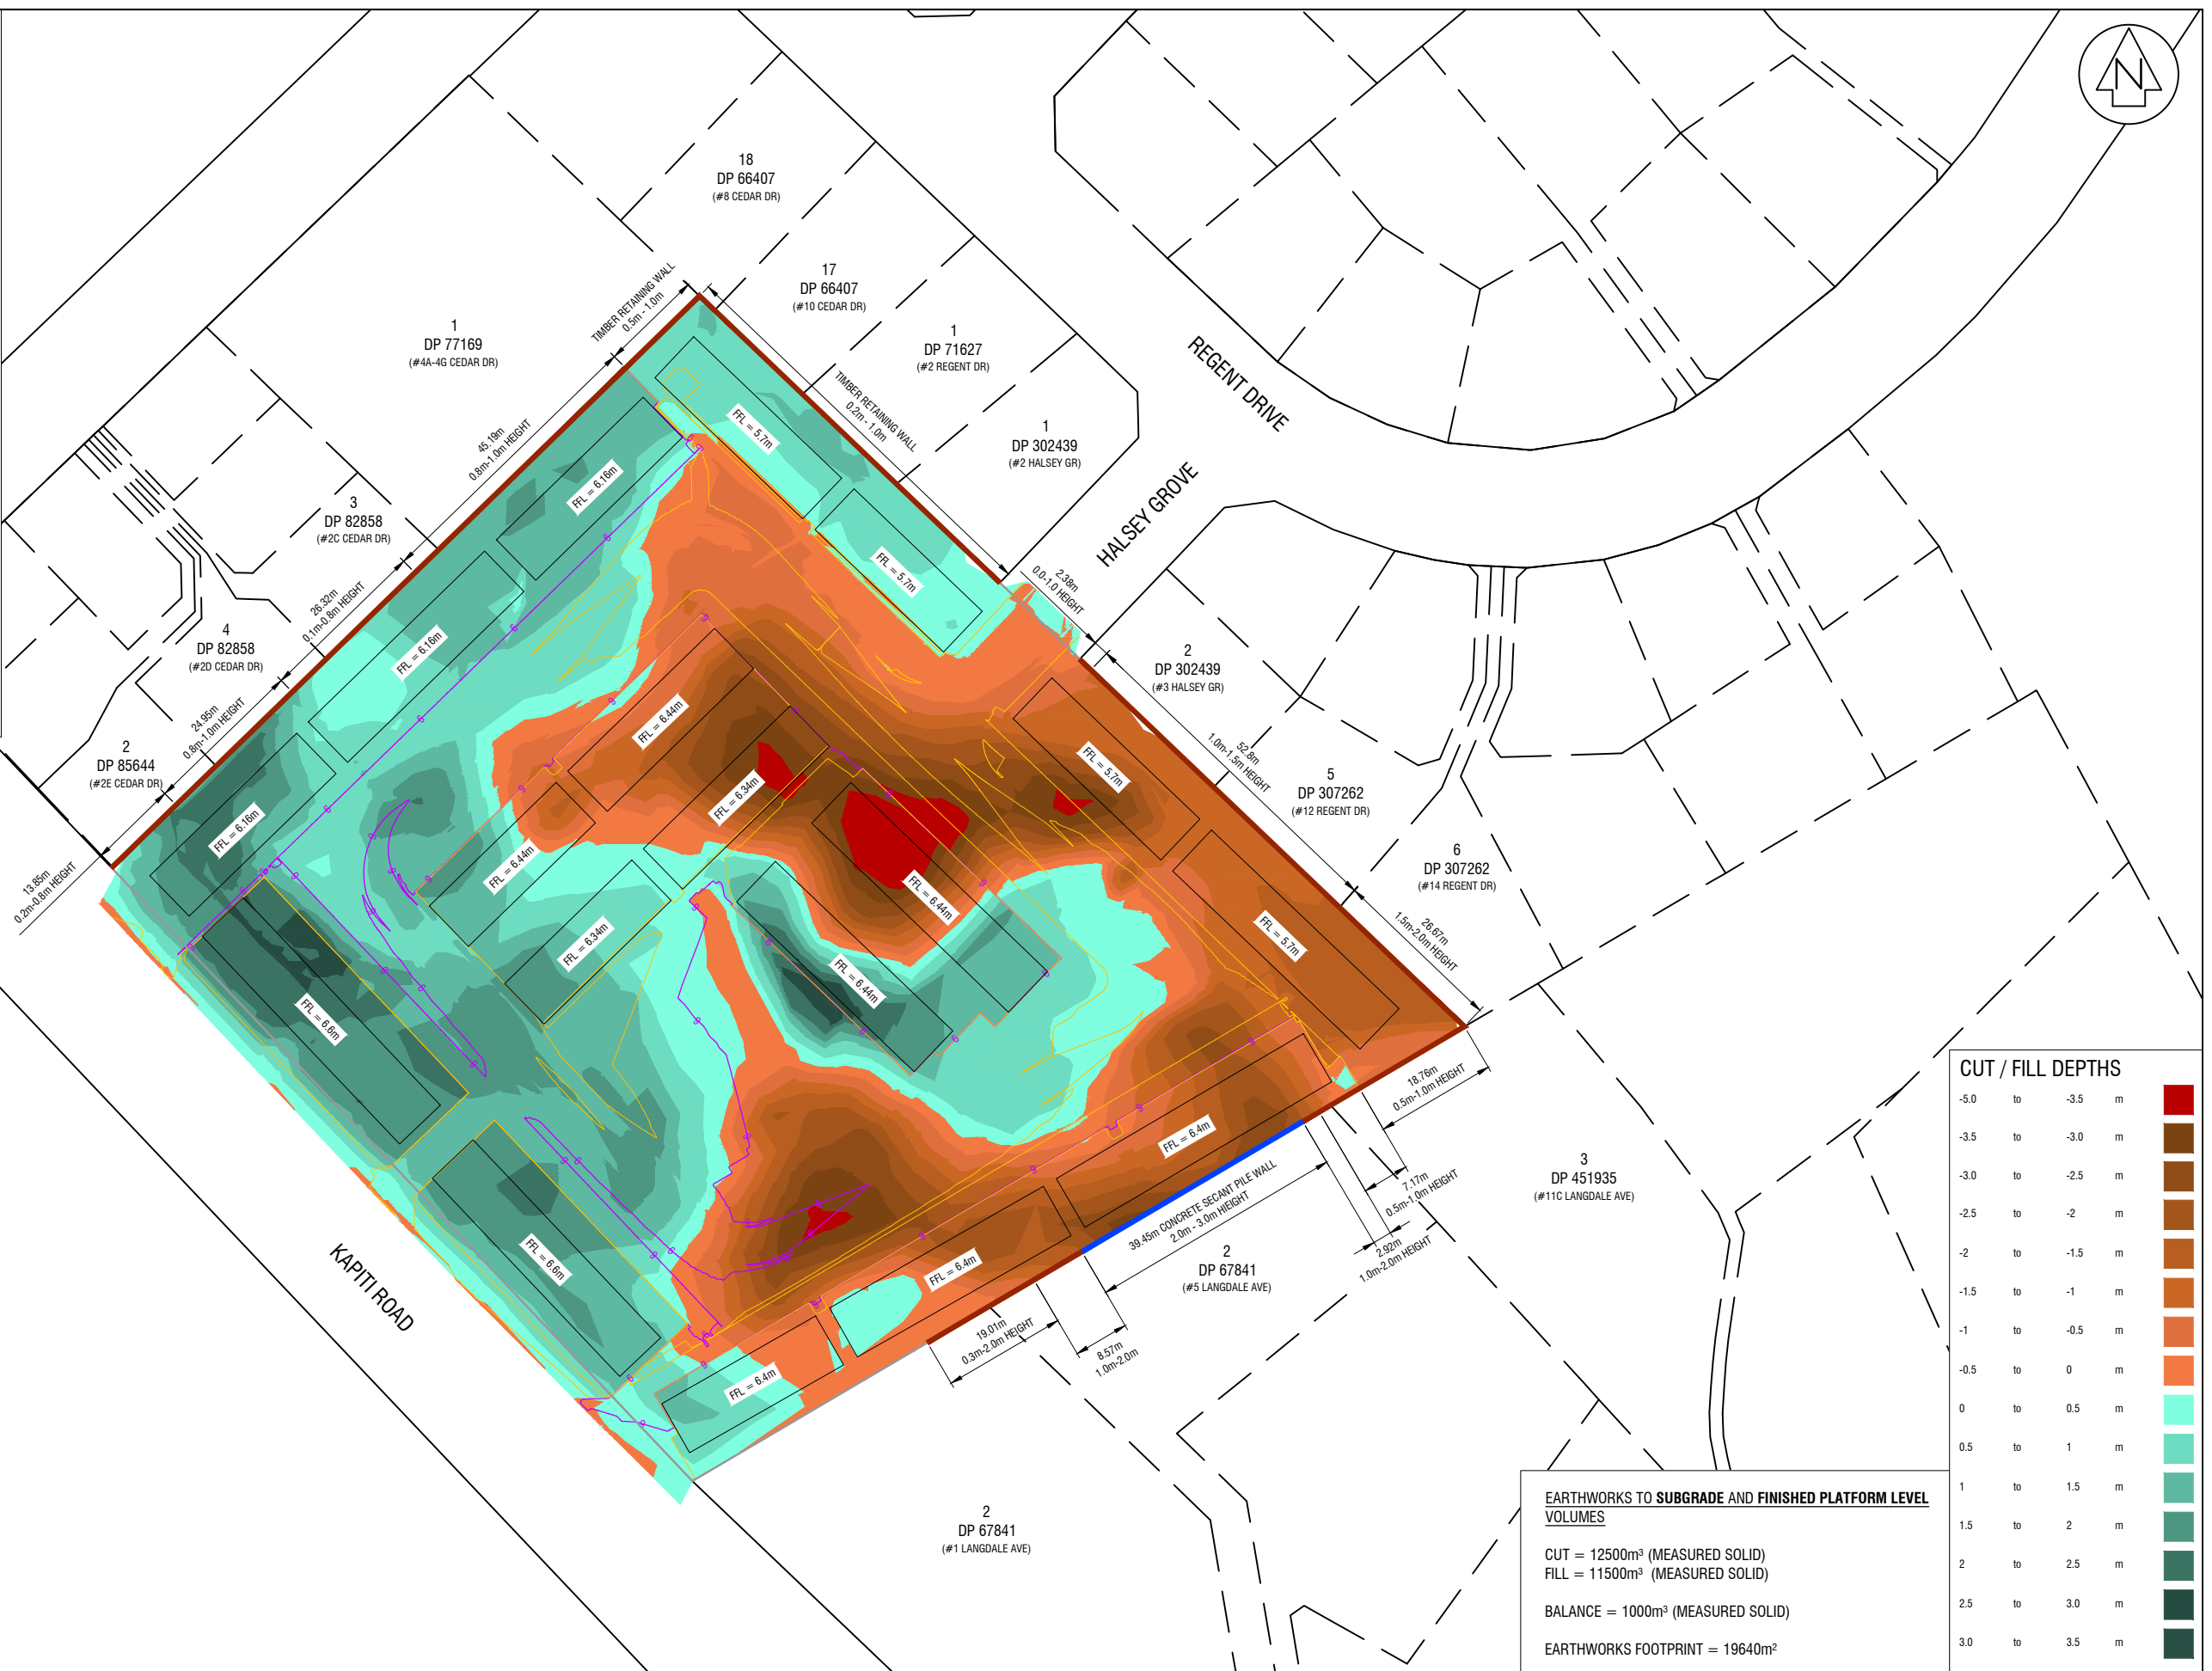 N
18
DP 66407
(#8 CEDAR DR)
17
DP 66407
(#10 CEDAR DR)
1
DP 71627
(#2 REGENT DR)
1
DP 302439
(#2 HALSEY GR)
1
DP 77169
(#4A-4G CEDAR DR)
3
DP 82858
(#2C CEDAR DR)
4
DP 82858
(#2D CEDAR DR)
2
DP 85644
(#2E CEDAR DR)
TIMBER RETAINING WALL
0.5m - 1.0m
TIMBER RETAINING WALL
0.2m - 1.0m
45.19m
0.8m-1.0m HEIGHT
26.32m
0.1m-0.8m HEIGHT
24.95m
0.8m-1.0m HEIGHT
13.85m
0.2m-0.8m HEIGHT
REGENT DRIVE
HALSEY GROVE
2.38m
0.0-1.0 HEIGHT
2
DP 302439
(#3 HALSEY GR)
52.8m
1.0m-1.5m HEIGHT
5
DP 307262
(#12 REGENT DR)
6
DP 307262
(#14 REGENT DR)
26.67m
1.5m-2.0m HEIGHT
FFL = 5.7m
FFL = 6.16m
FFL = 5.7m
FFL = 6.16m
FFL = 6.44m
FFL = 5.7m
FFL = 6.34m
FFL = 6.16m
FFL = 6.44m
FFL = 6.44m
FFL = 6.34m
FFL = 5.7m
FFL = 6.44m
FFL = 6.6m
FFL = 6.4m
FFL = 6.6m
FFL = 6.4m
FFL = 6.4m
18.76m
0.5m-1.0m HEIGHT
7.17m
0.5m-1.0m HEIGHT
2.92m
1.0m-2.0m HEIGHT
39.45m CONCRETE SECANT PILE WALL
2.0m - 3.0m HEIGHT
8.57m
1.0m-2.0m
19.01m
0.3m-2.0m HEIGHT
3
DP 451935
(#11C LANGDALE AVE)
2
DP 67841
(#5 LANGDALE AVE)
2
DP 67841
(#1 LANGDALE AVE)
KAPITI ROAD
CUT / FILL DEPTHS
-5.0 to -3.5 m
-3.5 to -3.0 m
-3.0 to -2.5 m
-2.5 to -2 m
-2 to -1.5 m
-1.5 to -1 m
-1 to -0.5 m
-0.5 to 0 m
0 to 0.5 m
0.5 to 1 m
1 to 1.5 m
1.5 to 2 m
2 to 2.5 m
2.5 to 3.0 m
3.0 to 3.5 m
EARTHWORKS TO SUBGRADE AND FINISHED PLATFORM LEVEL
VOLUMES
CUT = 12500m³ (MEASURED SOLID)
FILL = 11500m³ (MEASURED SOLID)
BALANCE = 1000m³ (MEASURED SOLID)
EARTHWORKS FOOTPRINT = 19640m²